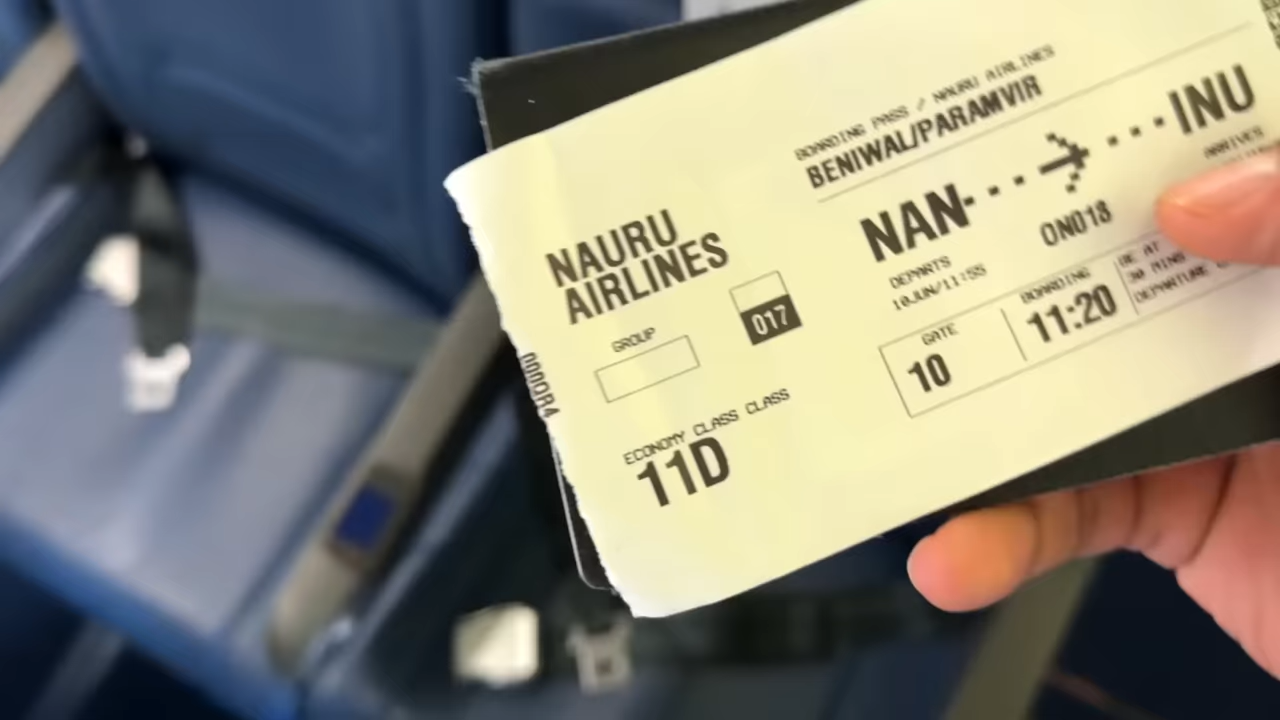 NAURU
AIRLINES
GROUP
017
ECONOMY CLASS CLASS
11D
000QR4
BOARDING PASS / NAURU AIRLINES
BENIWAL/PARAMVIR
NAN INU
DEPARTS
10JUN/11:55
ON018
ARRIVES
GATE
10
BOARDING
11:20
BE AT
30 MINS
DEPARTURE